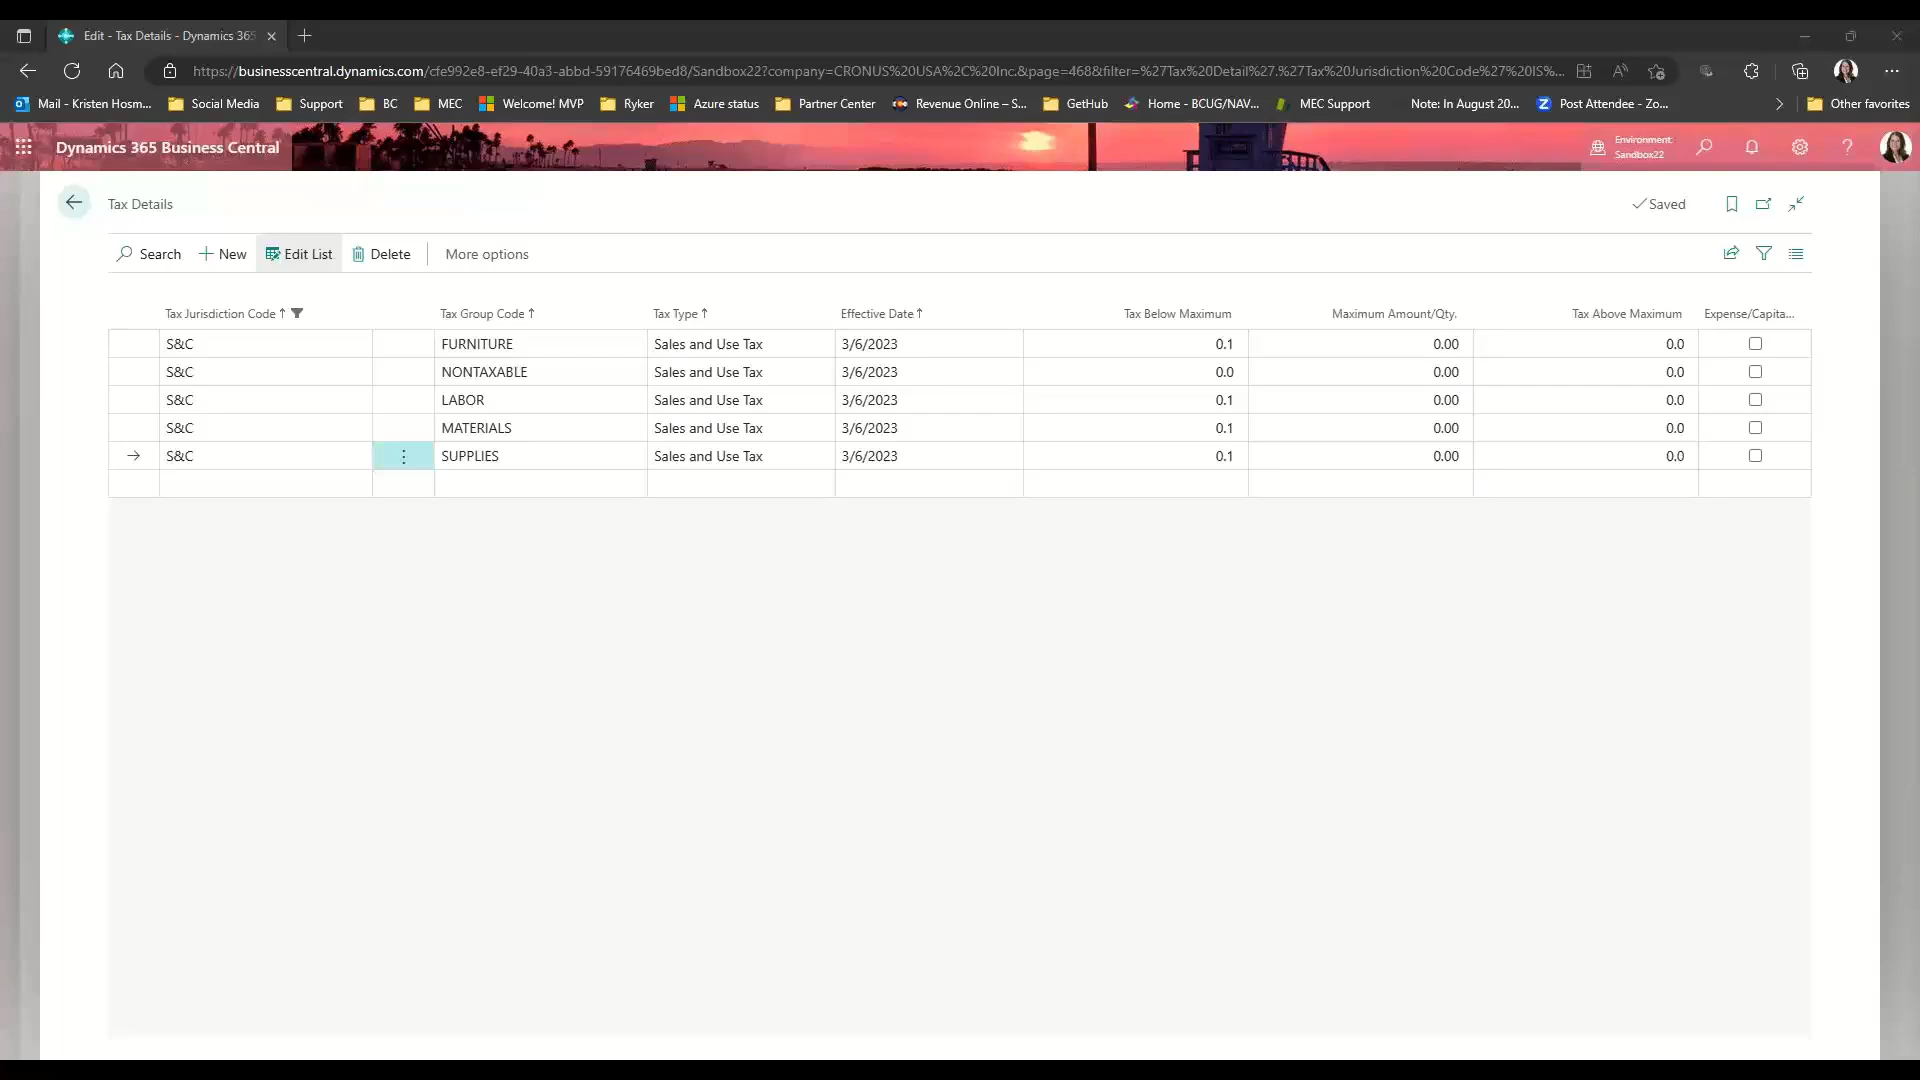 Edit - Tax Details - Dynamics 365
https://businesscentral.dynamics.com/cfe992e8-ef29-40a3-abbd-59176469bed8/Sandbox22?company=CRONUS%20USA%2C%20Inc.&page=468&filter=%27Tax%20Detail%27.%27Tax%20Jurisdiction%20Code%27%20IS%...
Mail - Kristen Hosm... Social Media Support BC MEC Welcome! MVP Ryker Azure status Partner Center Revenue Online – S... GetHub Home - BCUG/NAV... MEC Support Note: In August 20... Post Attendee - Zo... Other favorites
Dynamics 365 Business Central
Environment:
Sandbox22
Tax Details
Saved
Search New Edit List Delete More options
Tax Jurisdiction Code Tax Group Code Tax Type Effective Date Tax Below Maximum Maximum Amount/Qty. Tax Above Maximum Expense/Capita...
S&C FURNITURE Sales and Use Tax 3/6/2023 0.1 0.00 0.0
S&C NONTAXABLE Sales and Use Tax 3/6/2023 0.0 0.00 0.0
S&C LABOR Sales and Use Tax 3/6/2023 0.1 0.00 0.0
S&C MATERIALS Sales and Use Tax 3/6/2023 0.1 0.00 0.0
S&C SUPPLIES Sales and Use Tax 3/6/2023 0.1 0.00 0.0